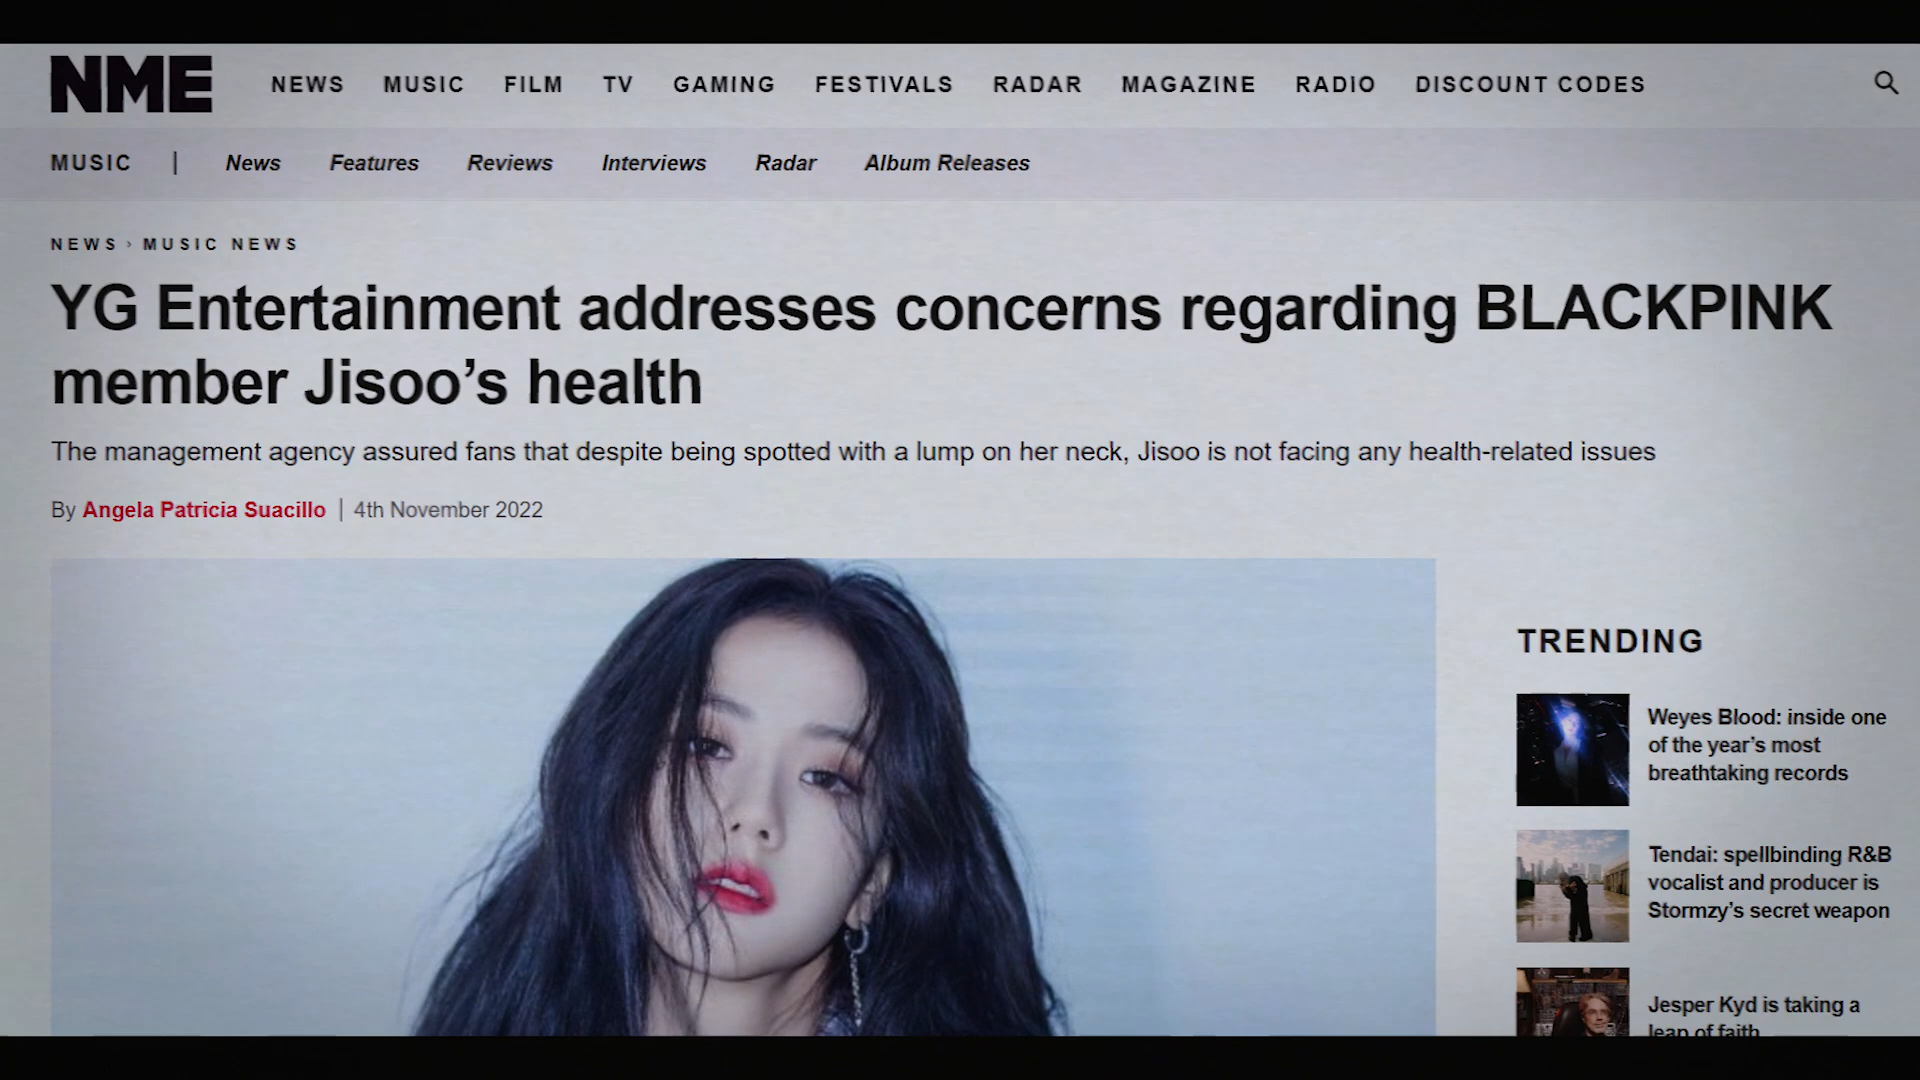 NME NEWS MUSIC FILM TV GAMING FESTIVALS RADAR MAGAZINE RADIO DISCOUNT CODES
MUSIC | News Features Reviews Interviews Radar Album Releases
NEWS › MUSIC NEWS
YG Entertainment addresses concerns regarding BLACKPINK
member Jisoo’s health
The management agency assured fans that despite being spotted with a lump on her neck, Jisoo is not facing any health-related issues
By Angela Patricia Suacillo | 4th November 2022
TRENDING
Weyes Blood: inside one
of the year’s most
breathtaking records
Tendai: spellbinding R&B
vocalist and producer is
Stormzy’s secret weapon
Jesper Kyd is taking a
leap of faith